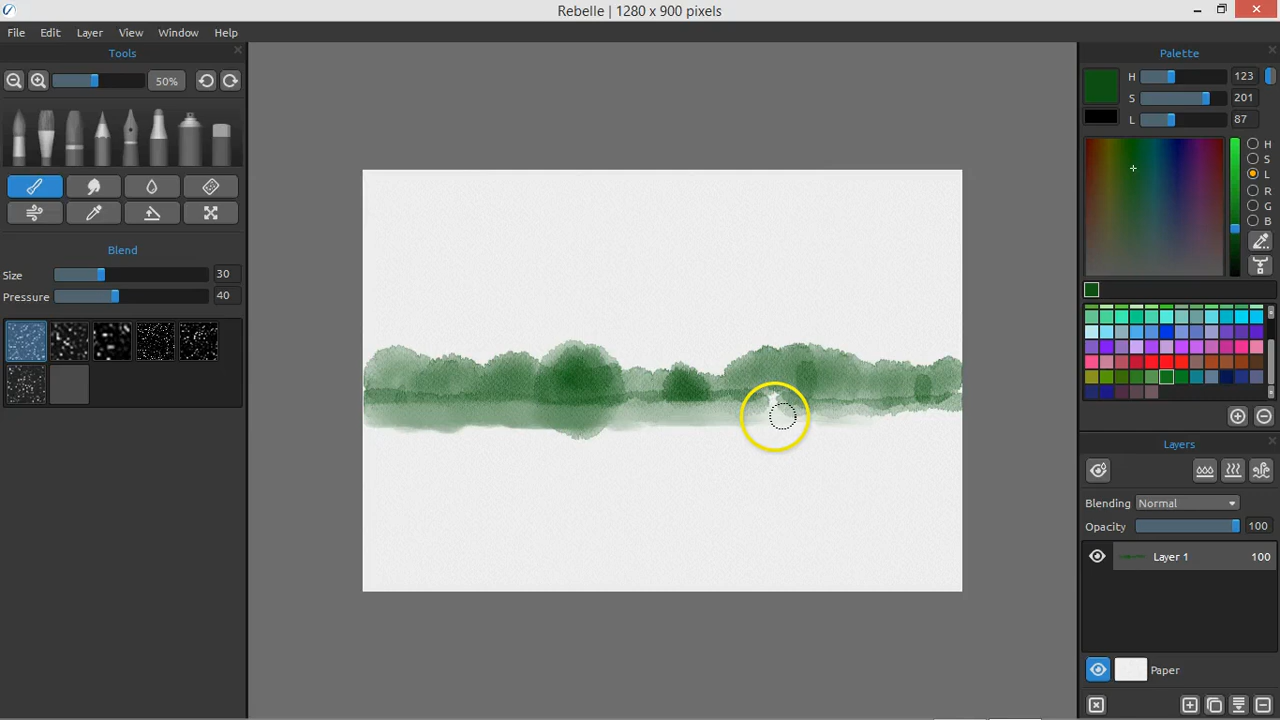 Rebelle | 1280 x 900 pixels
File Edit Layer View Window Help
Tools
50%
Blend
Size 30
Pressure 40
Palette
H 123
S 201
L 87
H
S
L
R
G
B
Layers
Blending Normal
Opacity 100
Layer 1 100
Paper